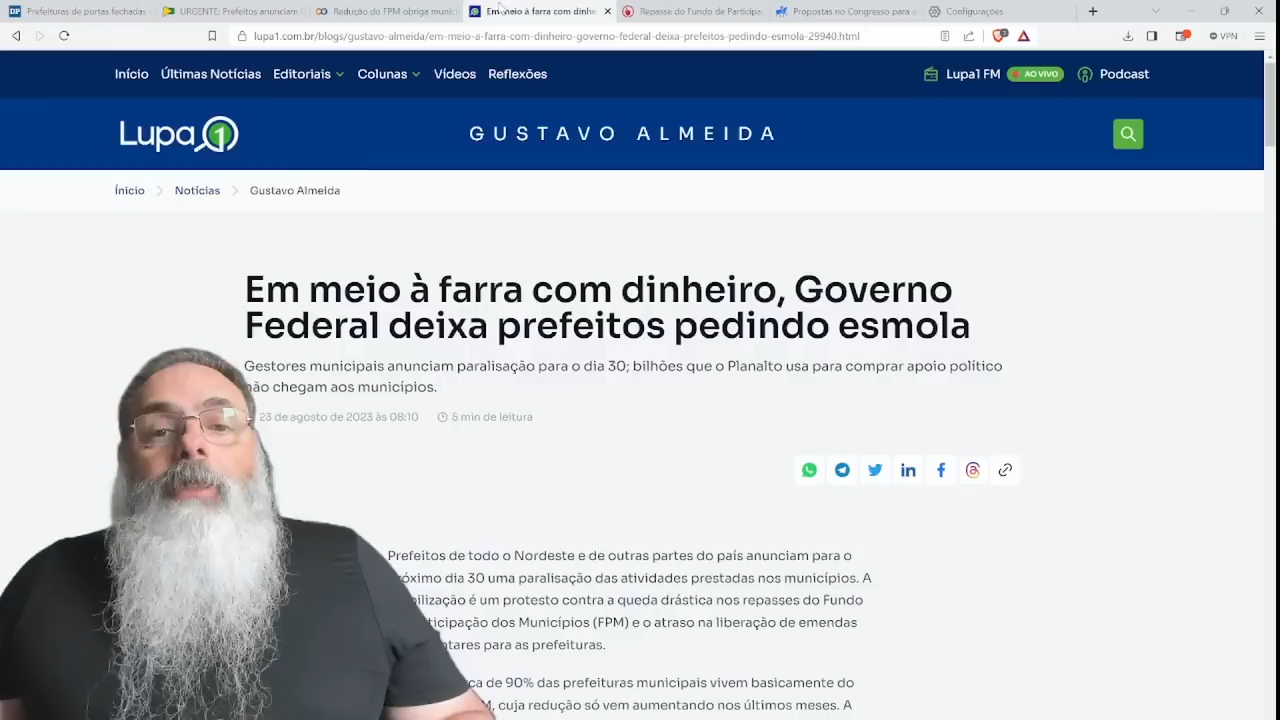 Prefeituras de portas fechadas
URGENTE: Prefeitos anunciam
Redução do FPM obriga munic
Em meio à farra com dinhe
Repasse do Fundo de Participa
Propostas no Congresso para a
Configurações
lupa1.com.br/blogs/gustavo-almeida/em-meio-a-farra-com-dinheiro-governo-federal-deixa-prefeitos-pedindo-esmola-29940.html
VPN
Início Últimas Notícias Editoriais Colunas Vídeos Reflexões
Lupa1 FM AO VIVO Podcast
Lupa1
GUSTAVO ALMEIDA
Ínicio Notícias Gustavo Almeida
Em meio à farra com dinheiro, Governo
Federal deixa prefeitos pedindo esmola
Gestores municipais anunciam paralisação para o dia 30; bilhões que o Planalto usa para comprar apoio político
não chegam aos municípios.
23 de agosto de 2023 às 08:10 5 min de leitura
Prefeitos de todo o Nordeste e de outras partes do país anunciam para o
próximo dia 30 uma paralisação das atividades prestadas nos municípios. A
bilização é um protesto contra a queda drástica nos repasses do Fundo
ticipação dos Municípios (FPM) e o atraso na liberação de emendas
ntares para as prefeituras.
rca de 90% das prefeituras municipais vivem basicamente do
M, cuja redução só vem aumentando nos últimos meses. A